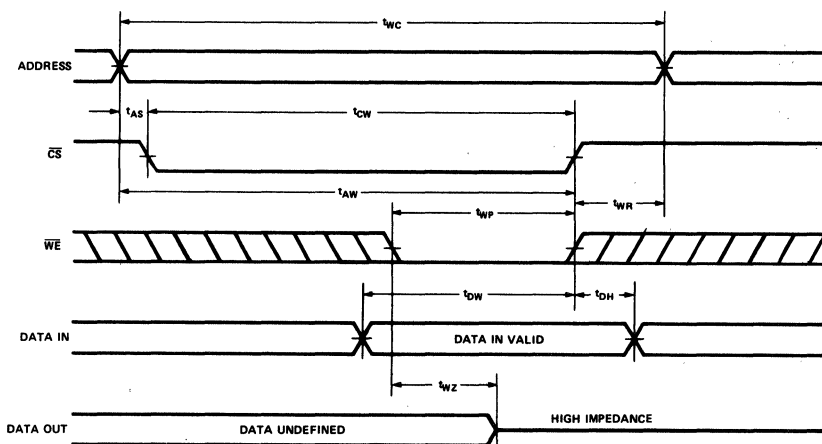 tWC
ADDRESS
tAS
tCW
CS
tAW
tWP
tWR
WE
tDW
tDH
DATA IN
DATA IN VALID
tWZ
DATA OUT
DATA UNDEFINED
HIGH IMPEDANCE